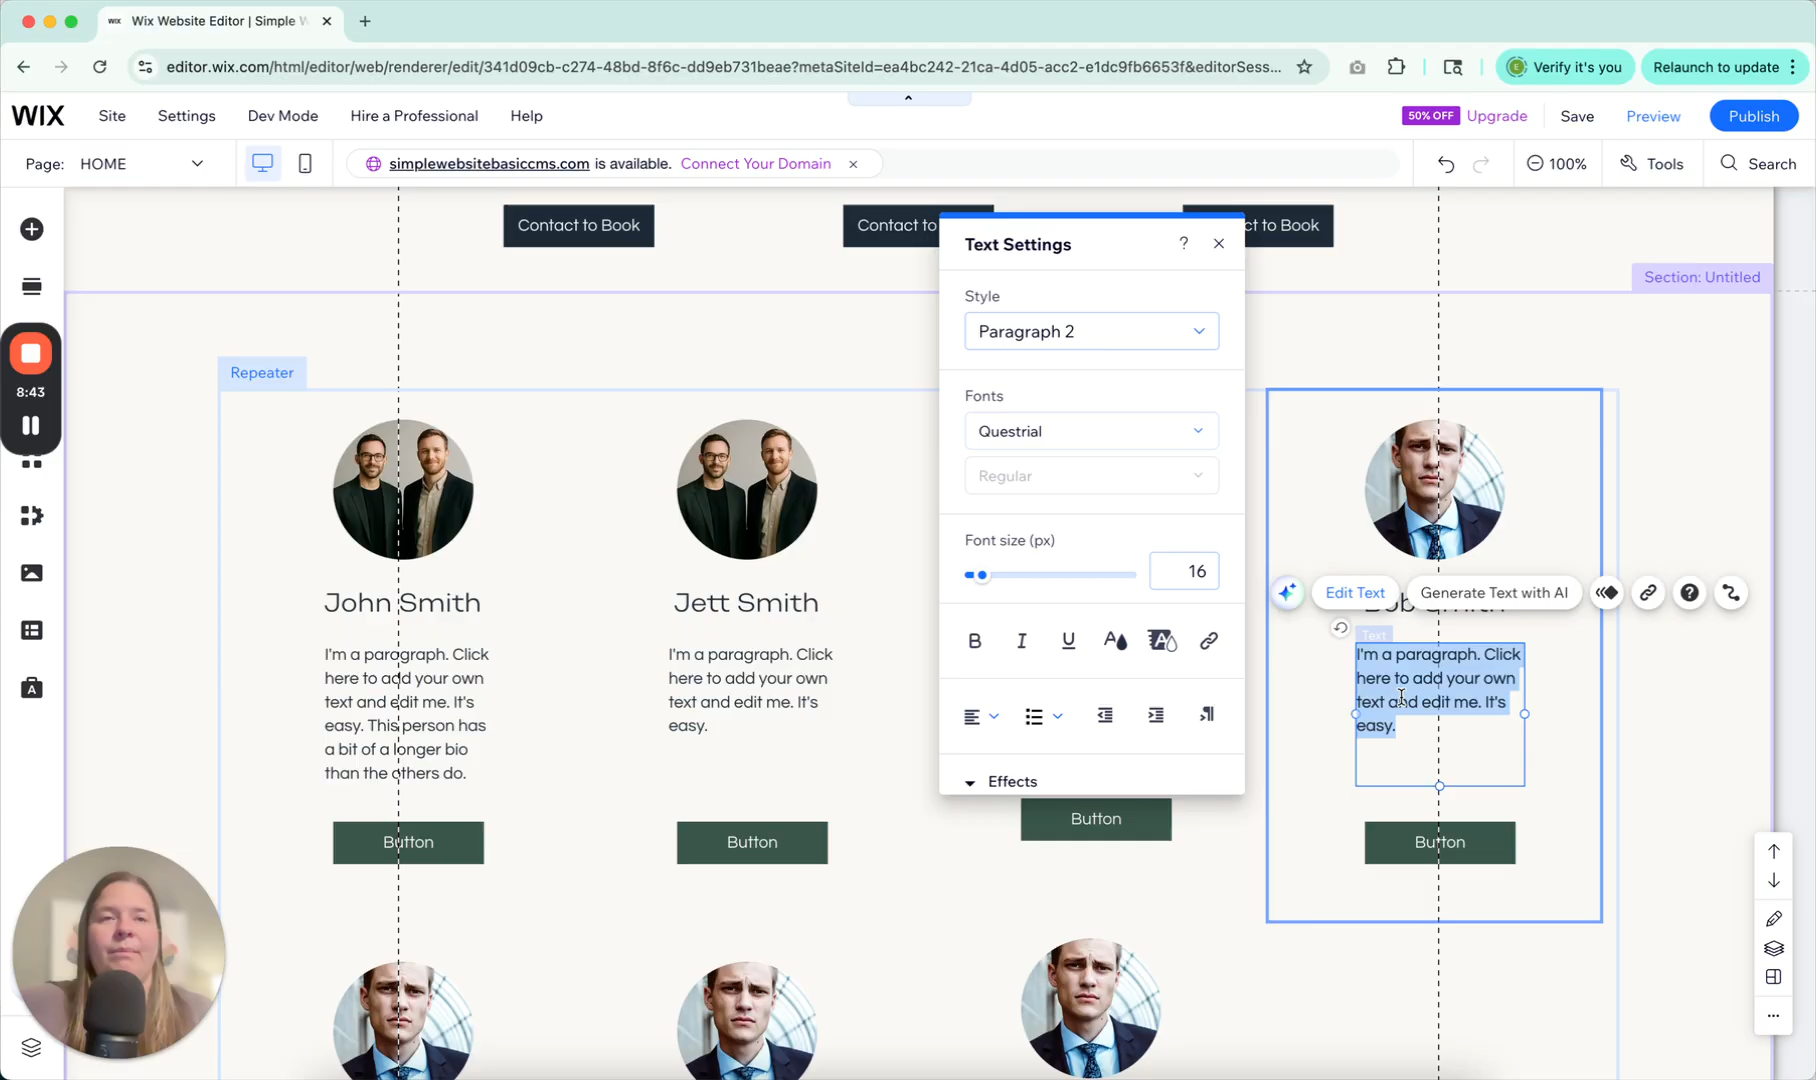 WIX Wix Website Editor | Simple W
editor.wix.com/html/editor/web/renderer/edit/341d09cb-c274-48bd-8f6c-dd9eb731beae?metaSiteId=ea4bc242-21ca-4d05-acc2-e1dc9fb6653f&editorSess...
E Verify it's you
Relaunch to update
WIX Site Settings Dev Mode Hire a Professional Help
50% OFF Upgrade Save Preview Publish
Page: HOME
simplewebsitebasiccms.com is available. Connect Your Domain
100% Tools Search
Contact to Book
Contact to
ct to Book
Section: Untitled
Repeater
8:43
Text Settings ?
Style
Paragraph 2
Fonts
Questrial
Regular
Font size (px)
16
B I U
Effects
John Smith
I'm a paragraph. Click
here to add your own
text and edit me. It's
easy. This person has
a bit of a longer bio
than the others do.
Button
Jett Smith
I'm a paragraph. Click
here to add your own
text and edit me. It's
easy.
Button
Button
Edit Text Generate Text with AI
Bob Smith
Text
I'm a paragraph. Click
here to add your own
text and edit me. It's
easy.
Button